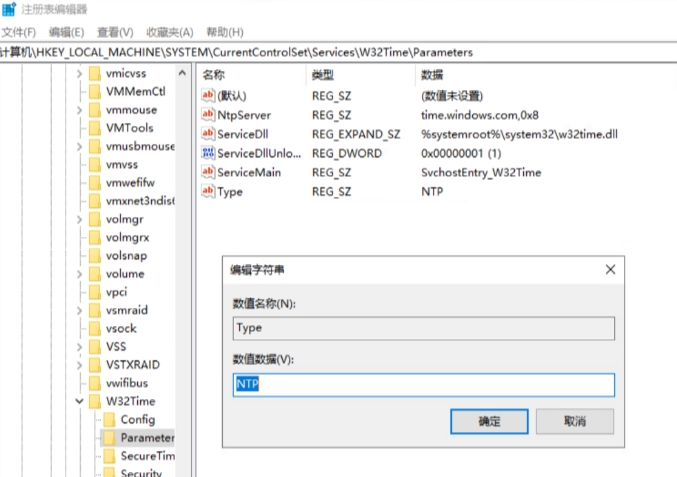 注册表编辑器
文件(F) 编辑(E) 查看(V) 收藏夹(A) 帮助(H)
计算机\HKEY_LOCAL_MACHINE\SYSTEM\CurrentControlSet\Services\W32Time\Parameters
vmicvss
VMMemCtl
vmmouse
VMTools
vmusbmouse
vmvss
vmwefifw
vmxnet3ndis6
volmgr
volmgrx
volsnap
volume
vpci
vsmraid
vsock
VSS
VSTXRAID
vwifibus
W32Time
Config
Parameter
SecureTim
Security
名称 类型 数据
(默认) REG_SZ (数值未设置)
NtpServer REG_SZ time.windows.com,0x8
ServiceDll REG_EXPAND_SZ %systemroot%\system32\w32time.dll
ServiceDllUnlo... REG_DWORD 0x00000001 (1)
ServiceMain REG_SZ SvchostEntry_W32Time
Type REG_SZ NTP
编辑字符串
数值名称(N):
Type
数值数据(V):
NTP
确定 取消